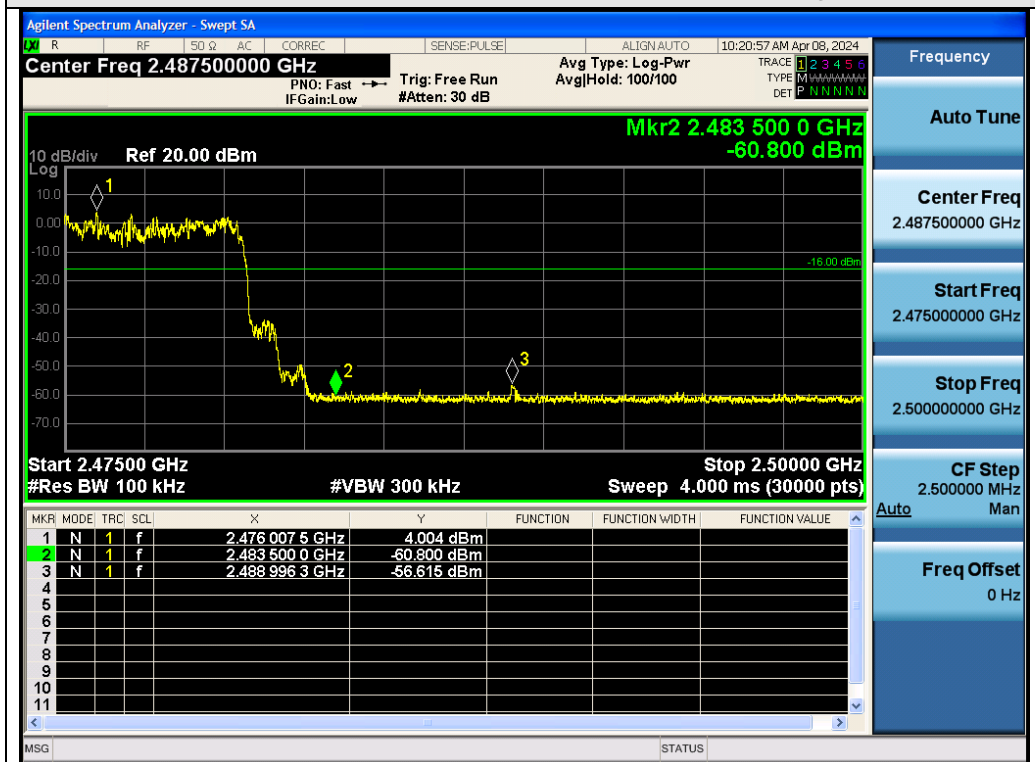 Agilent Spectrum Analyzer - Swept SA
LXI R RF 50 Ω AC CORREC SENSE:PULSE ALIGN AUTO 10:20:57 AM Apr 08, 2024
Center Freq 2.487500000 GHz
PNO: Fast
IFGain:Low
Trig: Free Run
#Atten: 30 dB
Avg Type: Log-Pwr
Avg|Hold: 100/100
TRACE 1 2 3 4 5 6
TYPE M
DET P N N N N N
Mkr2 2.483 500 0 GHz
-60.800 dBm
10 dB/div Ref 20.00 dBm
Log
10.0
0.00
-10.0
-20.0
-30.0
-40.0
-50.0
-60.0
-70.0
1
-16.00 dBm
2
3
Start 2.47500 GHz Stop 2.50000 GHz
#Res BW 100 kHz #VBW 300 kHz Sweep 4.000 ms (30000 pts)
MKR MODE TRC SCL X Y FUNCTION FUNCTION WIDTH FUNCTION VALUE
1 N 1 f 2.476 007 5 GHz 4.004 dBm
2 N 1 f 2.483 500 0 GHz -60.800 dBm
3 N 1 f 2.488 996 3 GHz -56.615 dBm
4
5
6
7
8
9
10
11
MSG STATUS
Frequency
Auto Tune
Center Freq
2.487500000 GHz
Start Freq
2.475000000 GHz
Stop Freq
2.500000000 GHz
CF Step
2.500000 MHz
Auto Man
Freq Offset
0 Hz